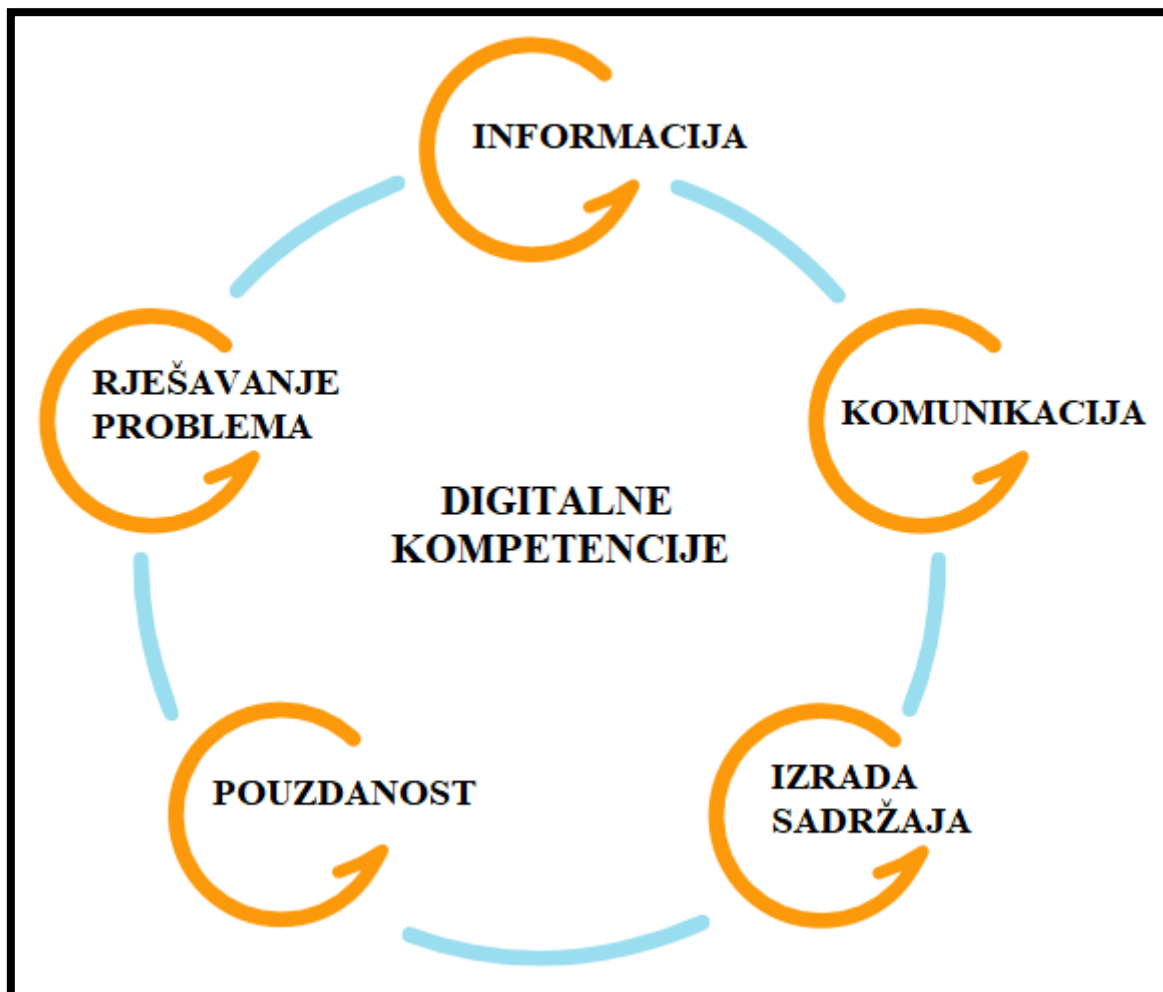 INFORMACIJA
KOMUNIKACIJA
IZRADA
SADRŽAJA
POUZDANOST
RJEŠAVANJE
PROBLEMA
DIGITALNE
KOMPETENCIJE